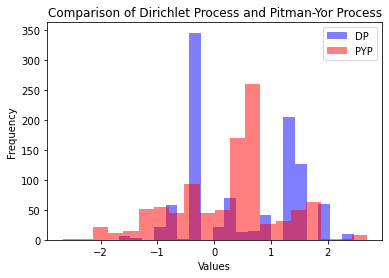 Comparison of Dirichlet Process and Pitman-Yor Process
DP
PYP
Frequency
350
300
250
200
150
100
50
0
−2
−1
0
1
2
Values